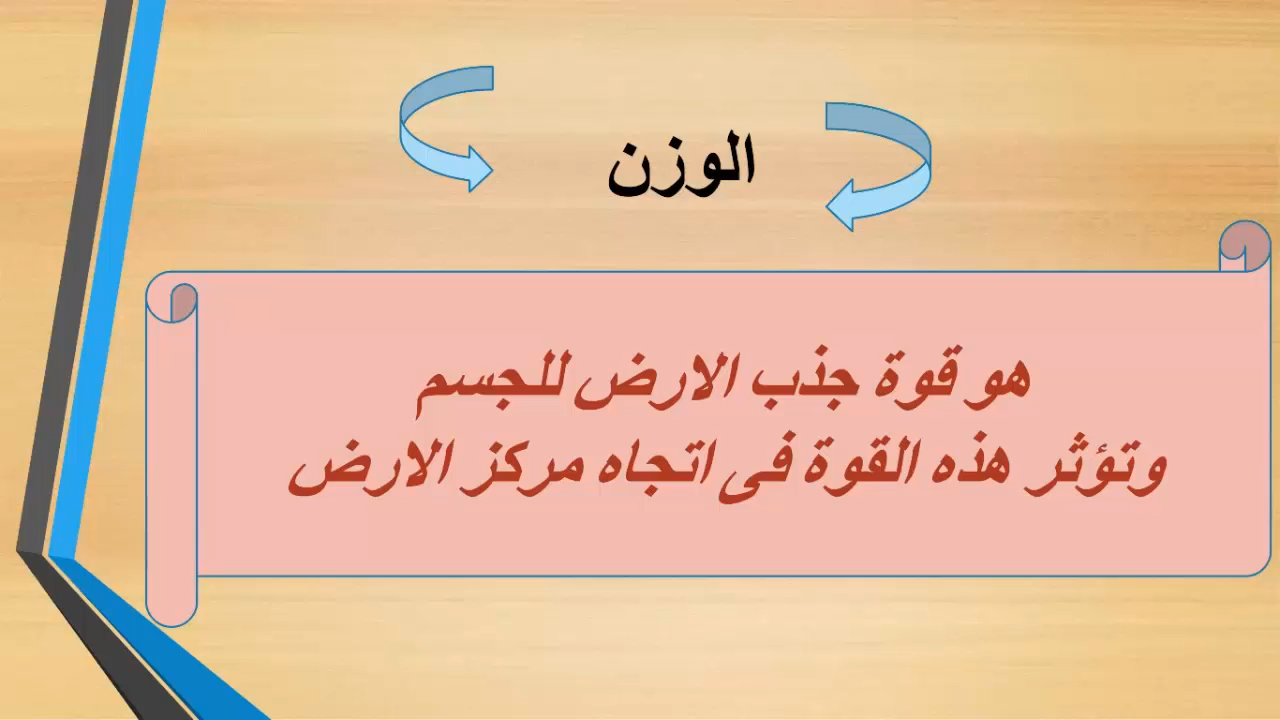 الوزن
هو قوة جذب الارض للجسم
وتؤثر هذه القوة فى اتجاه مركز الارض